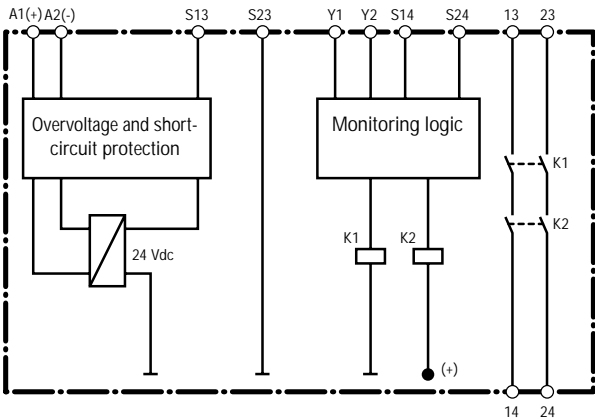 A1(+) A2(-) S13 S23 Y1 Y2 S14 S24 13 23
Overvoltage and short-
circuit protection
Monitoring logic
K1
K2
K1 K2
24 Vdc
(+)
14 24